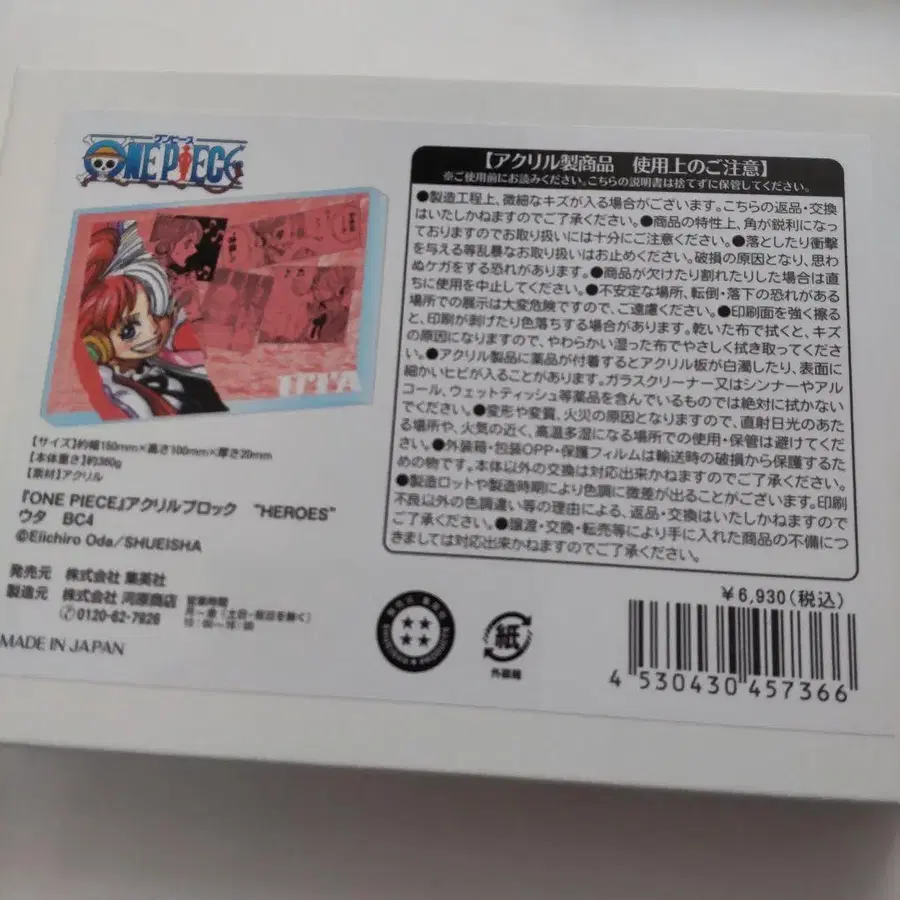 ワンピース
ONE PIECE
UTA
【サイズ】約幅150mm×高さ100mm×厚さ20mm
【本体重さ】約360g
【素材】アクリル
『ONE PIECE』アクリルブロック "HEROES"
ウタ BC4
©Eiichiro Oda/SHUEISHA
発売元 株式会社 集英社
製造元 株式会社 河原商店
営業時間
月~金(土日・祝日を除く)
10:00~16:00
0120-62-7826
MADE IN JAPAN
【アクリル製商品 使用上のご注意】
※ご使用前にお読みください。こちらの説明書は捨てずに保管してください。
●製造工程上、微細なキズが入る場合がございます。こちらの返品・交換
はいたしかねますのでご了承ください。●商品の特性上、角が鋭利になっ
ておりますのでお取り扱いには十分にご注意ください。●落としたり衝撃
を与える等乱暴なお取り扱いはお止めください。破損の原因となり、思わ
ぬケガをする恐れがあります。●商品が欠けたり割れたりした場合は直
ちに使用を中止してください。●不安定な場所、転倒・落下の恐れがある
場所での展示は大変危険ですので、ご遠慮ください。●印刷面を強く擦る
と、印刷が剥げたり色落ちする場合があります。乾いた布で拭くと、キズ
の原因になりますので、やわらかい湿った布でやさしく拭き取ってくださ
い。●アクリル製品に薬品が付着するとアクリル板が白濁したり、表面に
細かいヒビが入ることがあります。ガラスクリーナー又はシンナーやアル
コール、ウェットティッシュ等薬品を含んでいるものでは絶対に拭かない
でください。●変形や変質、火災の原因となりますので、直射日光のあた
る場所や、火気の近く、高温多湿になる場所での使用・保管は避けてくだ
さい。●外装箱・包装OPP・保護フィルムは輸送時の破損から保護するた
めの物です。本体以外の交換は対応出来かねますのでご了承ください。
●製造ロットや製造時期により色調に微差が出ることがございます。印刷
不良以外の色調違い等の理由による、返品・交換はいたしかねますので
ご了承ください。●譲渡・交換・転売等により手に入れた商品の不備につ
きましては対応出来かねますのでご了承ください。
紙
外装箱
¥6,930(税込)
4 530430 457366